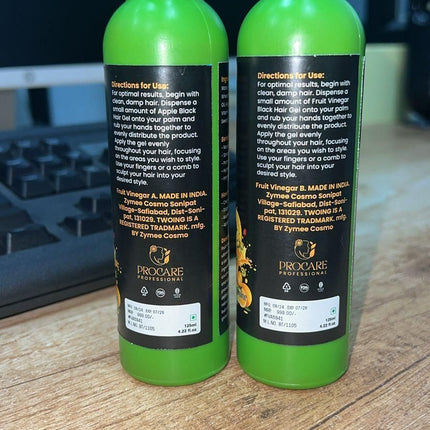 Directions for Use:
For optimal results, begin with
clean, damp hair. Dispense a
small amount of Apple Black
Hair Gel onto your palm and
rub your hands together to
evenly distribute the product.
Apply the gel evenly
throughout your hair, focusing
on the areas you wish to style.
Use your fingers or a comb to
sculpt your hair into your
desired style.
Fruit Vinegar A. MADE IN INDIA.
Zymee Cosmo Sonipat
Village-Safiabad, Dist-Soni-
pat, 131029. TWOING IS A
REGISTERED TRADMARK. mfg.
BY Zymee Cosmo
PROCARE
PROFESSIONAL
125ml
4.22 fl oz
Directions for Use:
For optimal results, begin with
clean, damp hair. Dispense a
small amount of Fruit Vinegar
Black Hair Gel onto your palm
and rub your hands together to
evenly distribute the product.
Apply the gel evenly
throughout your hair, focusing
on the areas you wish to style.
Use your fingers or a comb to
sculpt your hair into your
desired style.
Fruit Vinegar B. MADE IN INDIA.
Zymee Cosmo Sonipat
Village-Safiabad, Dist-Soni-
pat, 131029. TWOING IS A
REGISTERED TRADMARK. mfg.
BY Zymee Cosmo
PROCARE
PROFESSIONAL
125ml
4.22 fl oz